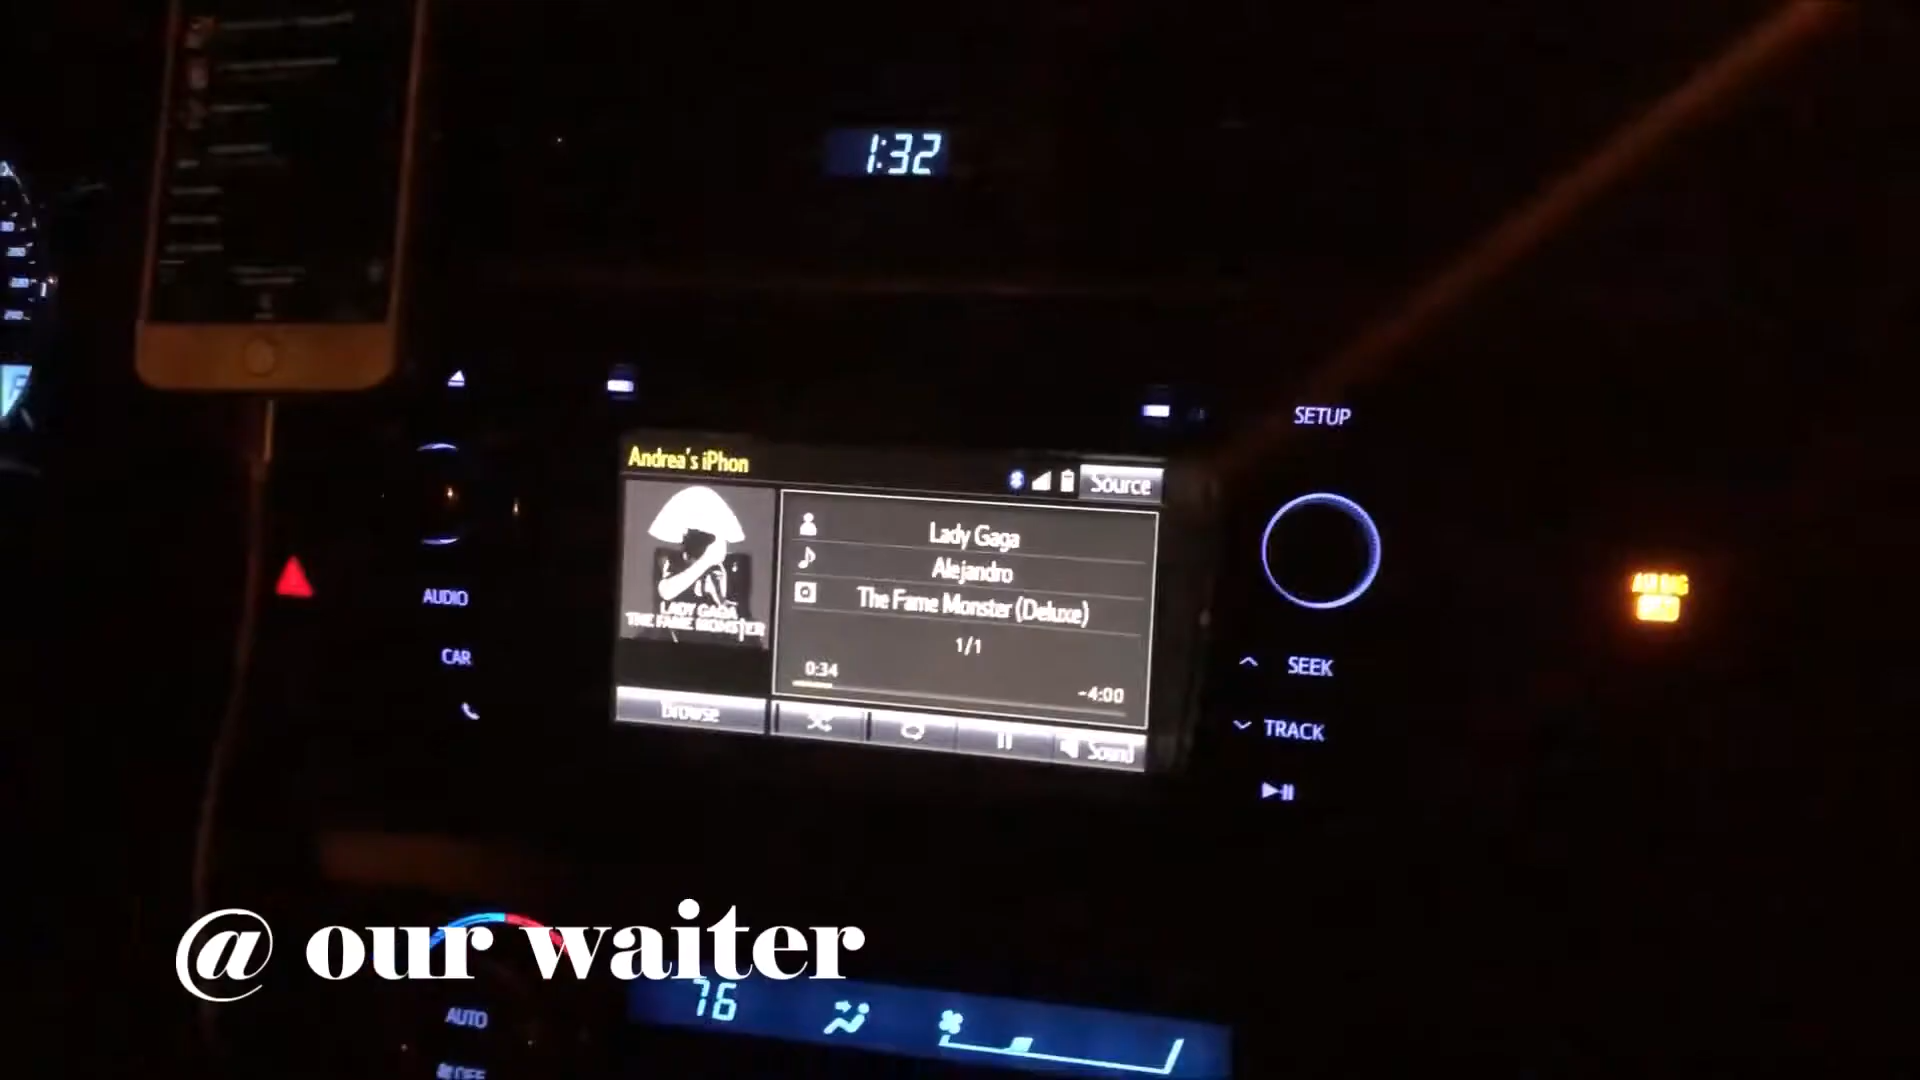 1:32
SETUP
Andrea's iPhon
Source
Lady Gaga
Alejandro
The Fame Monster (Deluxe)
1/1
0:34
-4:00
LADY GAGA
THE FAME MONSTER
Browse
Sound
AUDIO
CAR
SEEK
TRACK
@ our waiter
76
AUTO
OFF